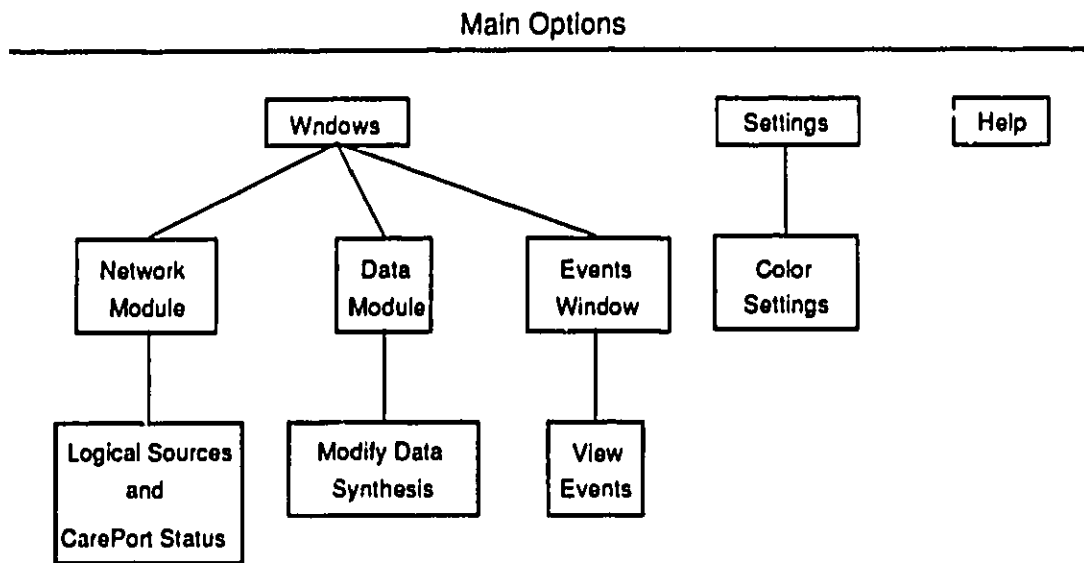 Main Options
Wndows
Settings
Help
Network
Module
Data
Module
Events
Window
Color
Settings
Logical Sources
and
CarePort Status
Modify Data
Synthesis
View
Events